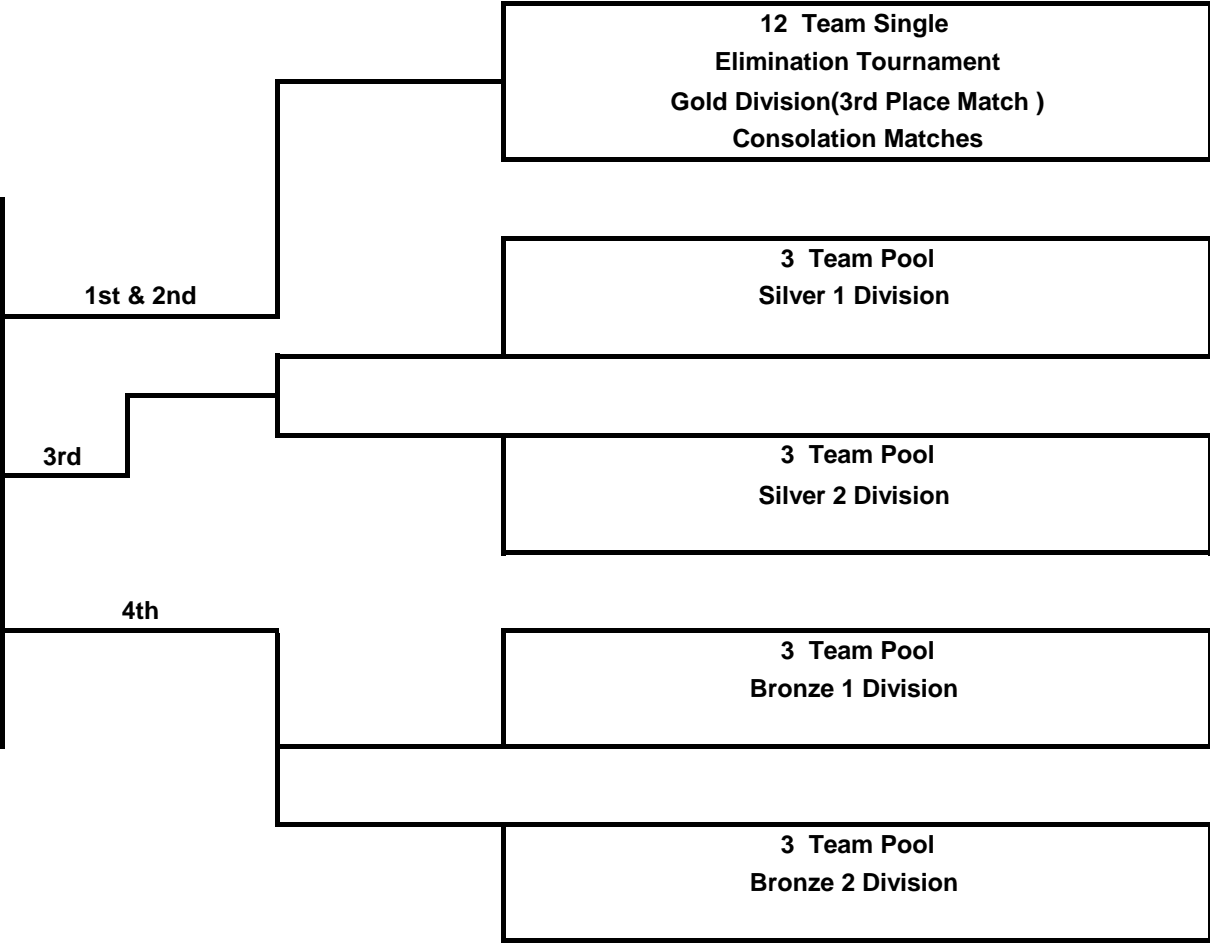 12 Team Single
Elimination Tournament
Gold Division(3rd Place Match )
Consolation Matches
3 Team Pool
1st & 2nd
Silver 1 Division
3rd
3 Team Pool
Silver 2 Division
4th
3 Team Pool
Bronze 1 Division
3 Team Pool
Bronze 2 Division